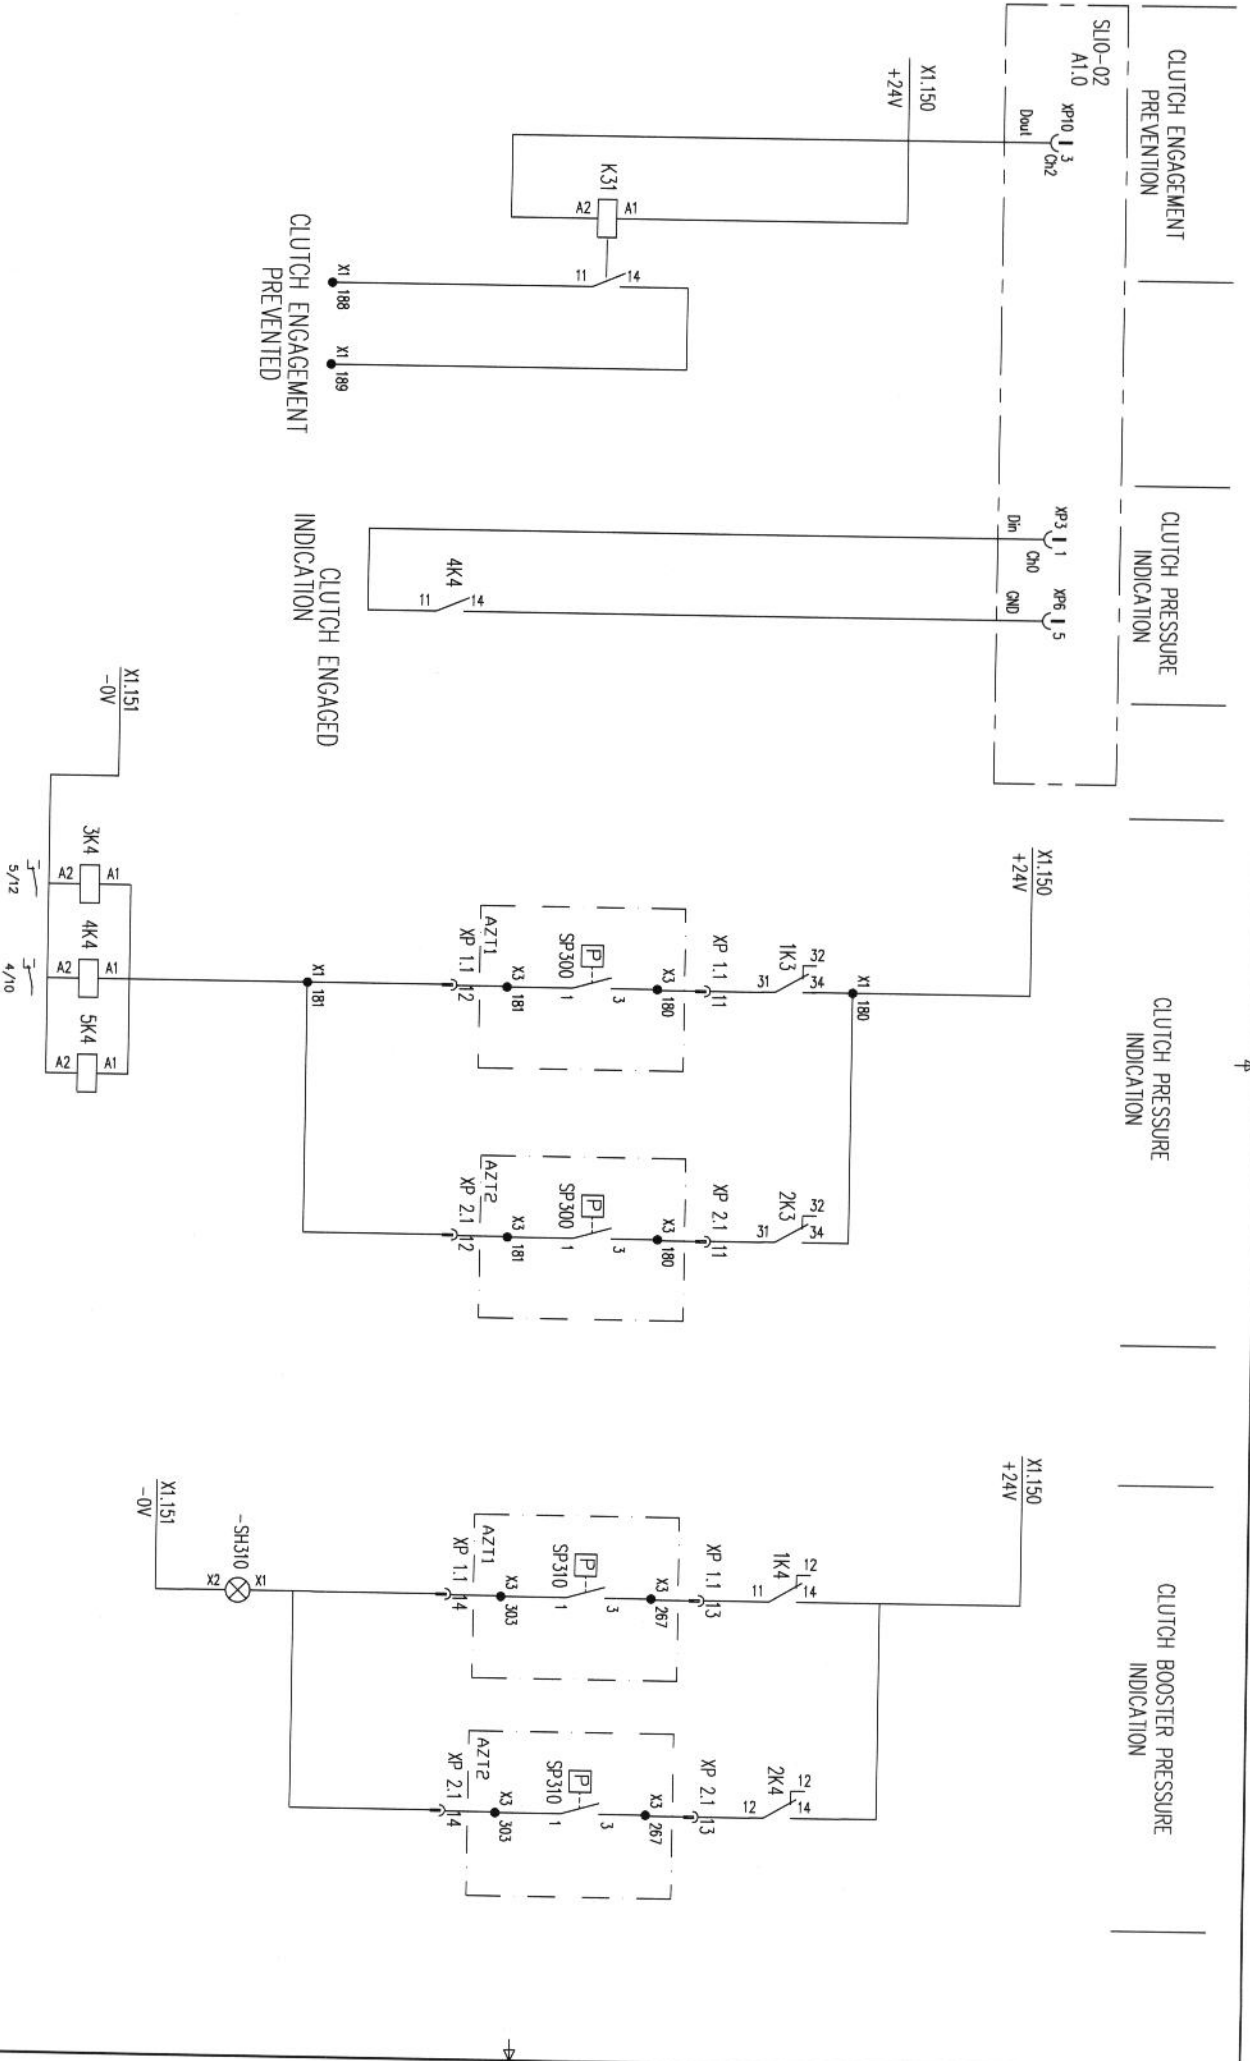 CLUTCH ENGAGEMENT
PREVENTION
CLUTCH PRESSURE
INDICATION
CLUTCH PRESSURE
INDICATION
CLUTCH BOOSTER PRESSURE
INDICATION
SLIO-02
A1.0
XP10
3
Dout
Ch2
X1.150
+24V
K31
A2
A1
11
14
X1
188
X1
189
CLUTCH ENGAGEMENT
PREVENTED
XP3
1
Din
Ch0
XP6
5
GND
4K4
11
14
CLUTCH ENGAGED
INDICATION
X1.150
+24V
X1
180
1K3
32
31
34
XP 1.1
11
X3
180
SP300
P
1
3
X3
181
AZT1
XP 1.1
12
X1
181
2K3
32
31
34
XP 2.1
11
X3
180
SP300
P
1
3
X3
181
AZT2
XP 2.1
12
X1.151
-0V
3K4
A2
A1
4K4
A2
A1
5K4
A2
A1
5/12
4/10
X1.150
+24V
1K4
12
11
14
XP 1.1
13
X3
267
SP310
P
1
3
X3
303
AZT1
XP 1.1
14
2K4
12
12
14
XP 2.1
13
X3
267
SP310
P
1
3
X3
303
AZT2
XP 2.1
14
-SH310
X2
X1
X1.151
-0V